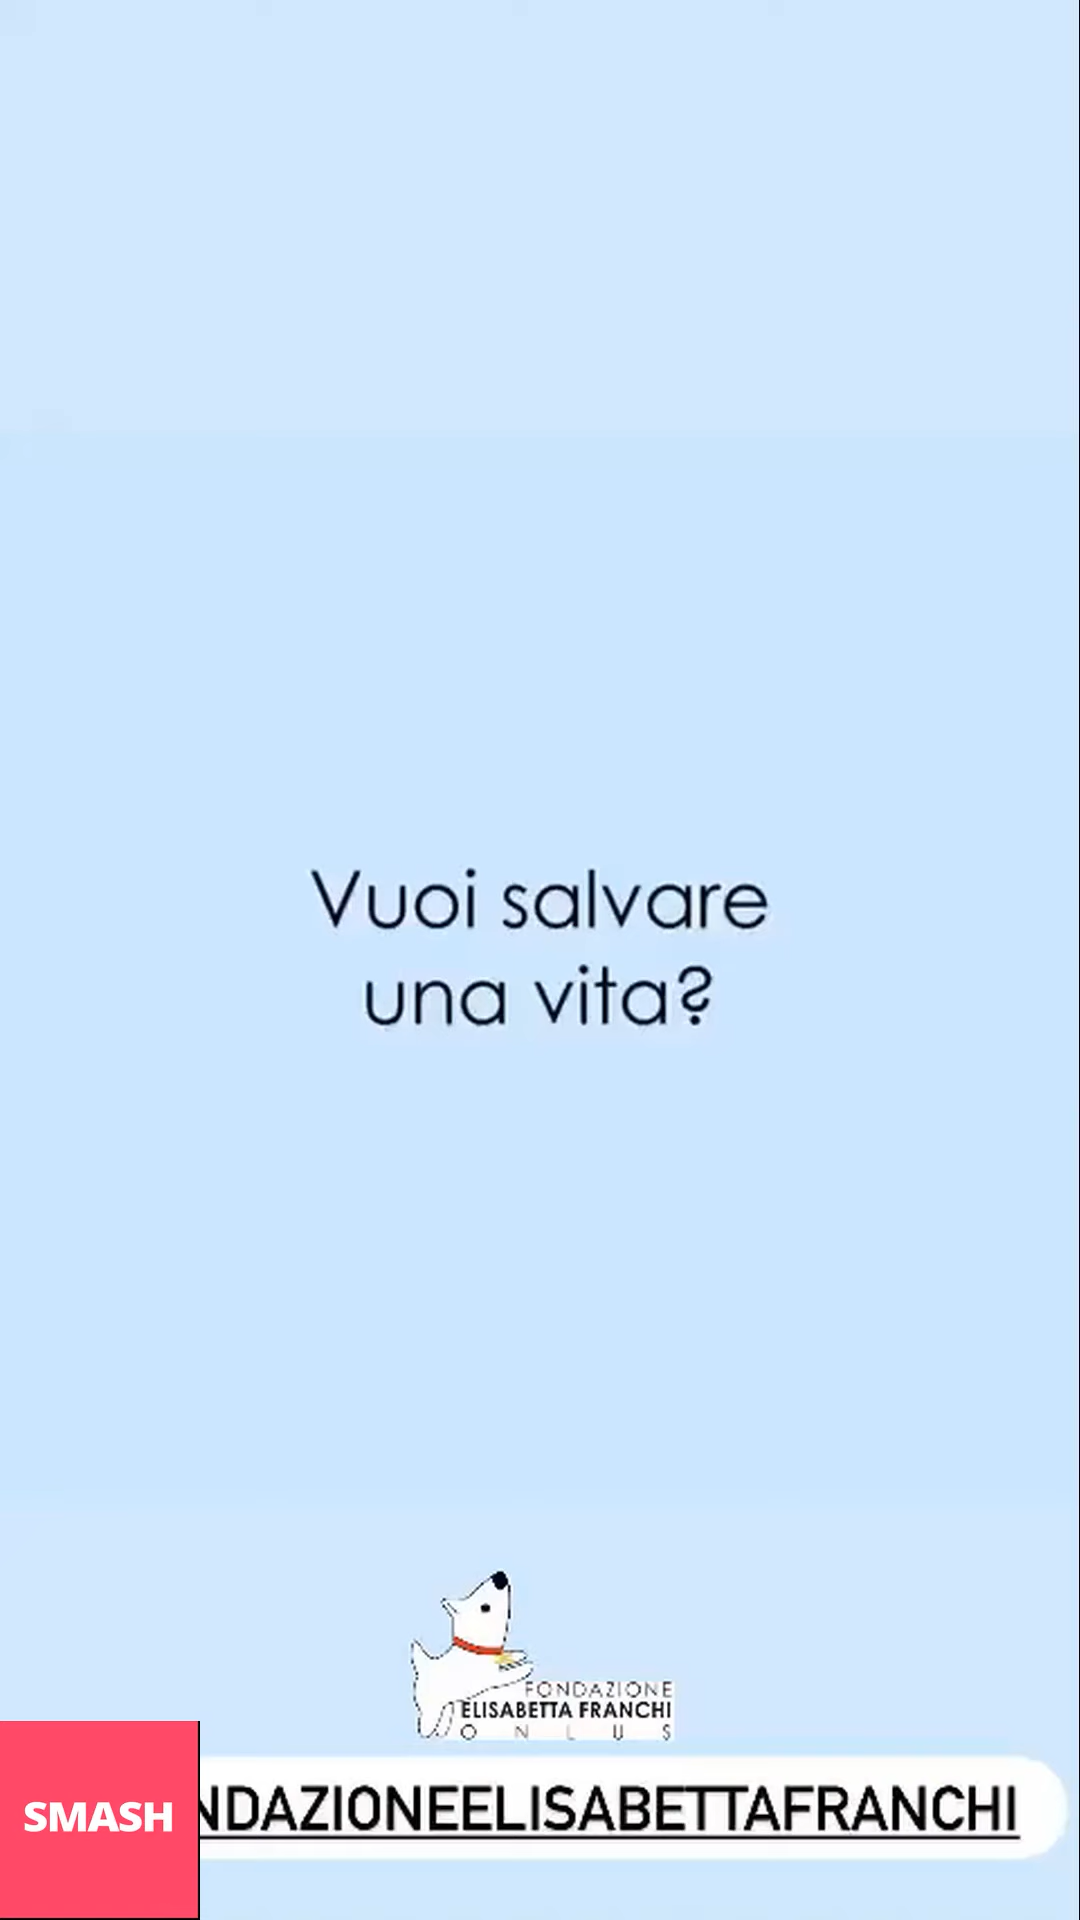 Vuoi salvare
una vita?
FONDAZIONE
ELISABETTA FRANCHI
ONLUS
NDAZIONEELISABETTAFRANCHI
SMASH